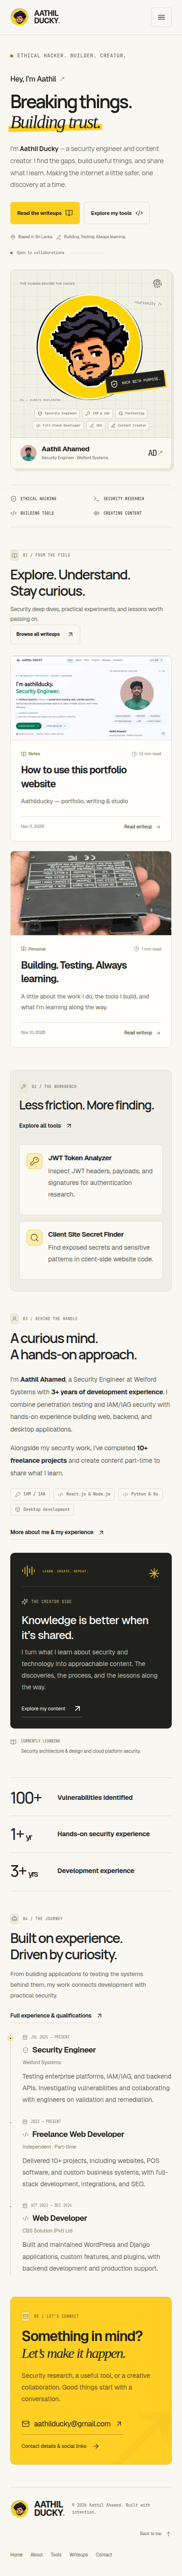 AATHIL
DUCKY.
ETHICAL HACKER. BUILDER. CREATOR.
Hey, I'm Aathil
Breaking things.
Building trust.
I'm Aathil Ducky — a security engineer and content
creator. I find the gaps, build useful things, and share
what I learn. Making the internet a little safer, one
discovery at a time.
Read the writeups
Explore my tools
Based in Sri Lanka
Building. Testing. Always learning.
Open to collaborations
THE HUMAN BEHIND THE HACKS
HACK WITH PURPOSE.
Security Engineer
IAM & IAG
Pentesting
Full-Stack Developer
CEH
Content Creator
Aathil Ahamed
Security Engineer · Welford Systems
AD
ETHICAL HACKING
SECURITY RESEARCH
BUILDING TOOLS
CREATING CONTENT
01 / FROM THE FIELD
Explore. Understand.
Stay curious.
Security deep dives, practical experiments, and lessons worth
passing on.
Browse all writeups
I'm aathilducky.
Security Engineer.
Notes
13 min read
How to use this portfolio
website
Aathilducky — portfolio, writing & studio
Nov 11, 2025
Read writeup
Personal
1 min read
Building. Testing. Always
learning.
A little about the work I do, the tools I build, and
what I'm learning along the way.
Nov 10, 2025
Read writeup
02 / THE WORKBENCH
Less friction. More finding.
Explore all tools
JWT Token Analyzer
Inspect JWT headers, payloads, and
signatures for authentication
research.
Client Site Secret Finder
Find exposed secrets and sensitive
patterns in client-side website code.
03 / BEHIND THE HANDLE
A curious mind.
A hands-on approach.
I'm Aathil Ahamed, a Security Engineer at Welford
Systems with 3+ years of development experience. I
combine penetration testing and IAM/IAG security with
hands-on experience building web, backend, and
desktop applications.
Alongside my security work, I've completed 10+
freelance projects and create content part-time to
share what I learn.
IAM / IAG
React.js & Node.js
Python & Go
Desktop development
More about me & my experience
LEARN. CREATE. REPEAT.
THE CREATOR SIDE
Knowledge is better when
it's shared.
I turn what I learn about security and
technology into approachable content. The
discoveries, the process, and the lessons along
the way.
Explore my content
CURRENTLY LEARNING
Security architecture & design and cloud platform security.
100+
Vulnerabilities identified
1+ yr
Hands-on security experience
3+ yrs
Development experience
04 / THE JOURNEY
Built on experience.
Driven by curiosity.
From building applications to testing the systems
behind them, my work connects development with
practical security.
Full experience & qualifications
JUL 2025 — PRESENT
Security Engineer
Welford Systems
Testing enterprise platforms, IAM/IAG, and backend
APIs. Investigating vulnerabilities and collaborating
with engineers on validation and remediation.
2023 — PRESENT
Freelance Web Developer
Independent · Part-time
Delivered 10+ projects, including websites, POS
software, and custom business systems, with full-
stack development, integrations, and SEO.
OCT 2023 — DEC 2024
Web Developer
CBS Solution (Pvt) Ltd
Built and maintained WordPress and Django
applications, custom features, and plugins, with
backend development and production support.
05 / LET'S CONNECT
Something in mind?
Let's make it happen.
Security research, a useful tool, or a creative
collaboration. Good things start with a
conversation.
aathilducky@gmail.com
Contact details & social links
AATHIL
DUCKY.
© 2026 Aathil Ahamed. Built with
intention.
Back to top
Home
About
Tools
Writeups
Contact